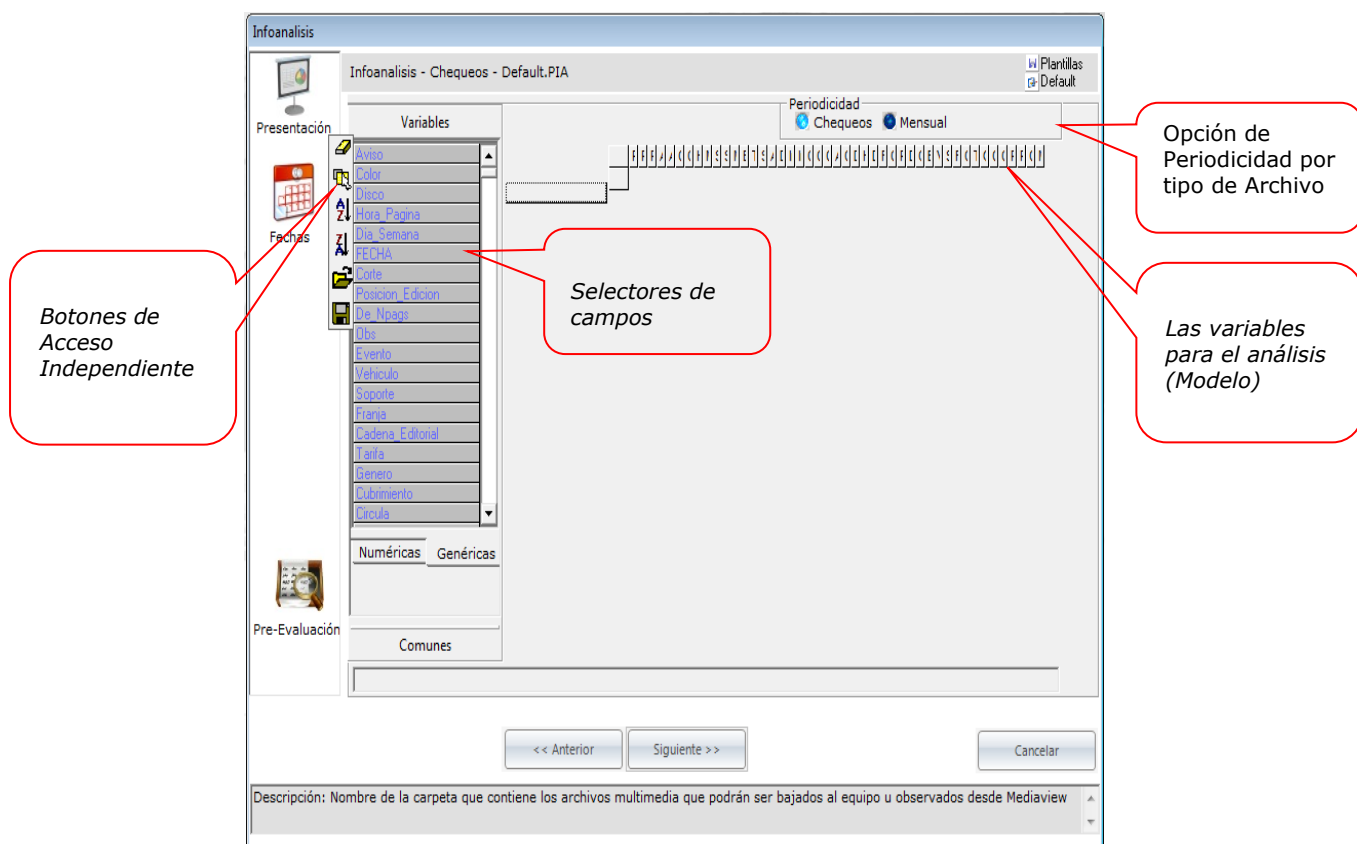 Infoanalisis
Infoanalisis - Chequeos - Default.PIA
Plantillas
Default
Presentación
Fechas
Pre-Evaluación
Variables
Aviso
Color
Disco
Hora_Pagina
Dia_Semana
FECHA
Corte
Posicion_Edicion
De_Npags
Obs
Evento
Vehiculo
Soporte
Franja
Cadena_Editorial
Tarifa
Genero
Cubrimiento
Circula
Numéricas Genéricas
Comunes
Periodicidad
Chequeos Mensual
Opción de
Periodicidad por
tipo de Archivo
Botones de
Acceso
Independiente
Selectores de
campos
Las variables
para el análisis
(Modelo)
<< Anterior
Siguiente >>
Cancelar
Descripción: Nombre de la carpeta que contiene los archivos multimedia que podrán ser bajados al equipo u observados desde Mediaview